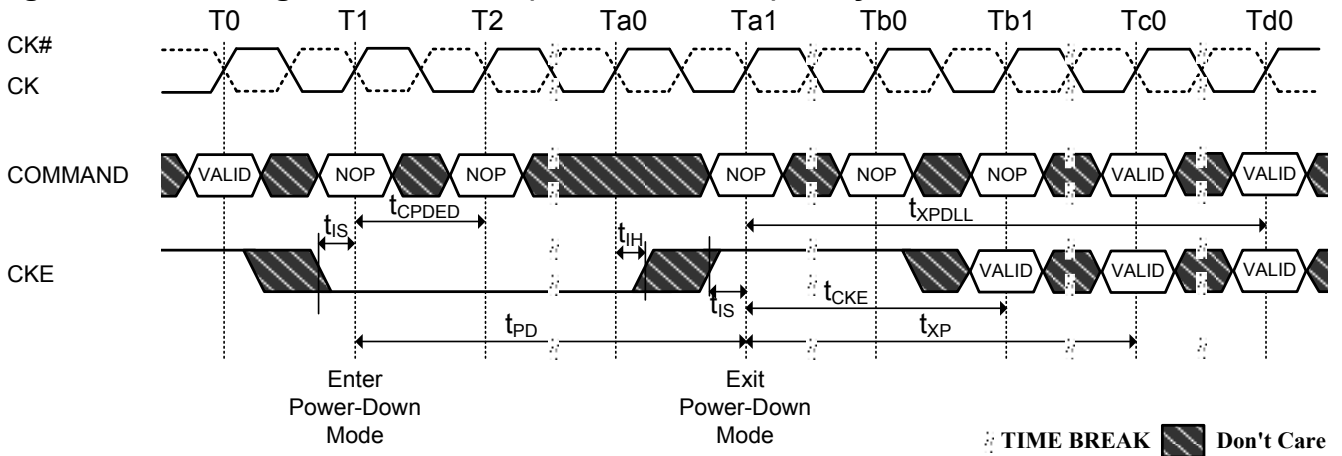 T0 T1 T2 Ta0 Ta1 Tb0 Tb1 Tc0 Td0
CK#
CK
COMMAND VALID NOP NOP NOP NOP NOP VALID VALID
tCPDED tXPDLL
tIS tIH
CKE VALID VALID VALID
tIS tCKE
tPD tXP
Enter
Power-Down
Mode
Exit
Power-Down
Mode
TIME BREAK Don't Care